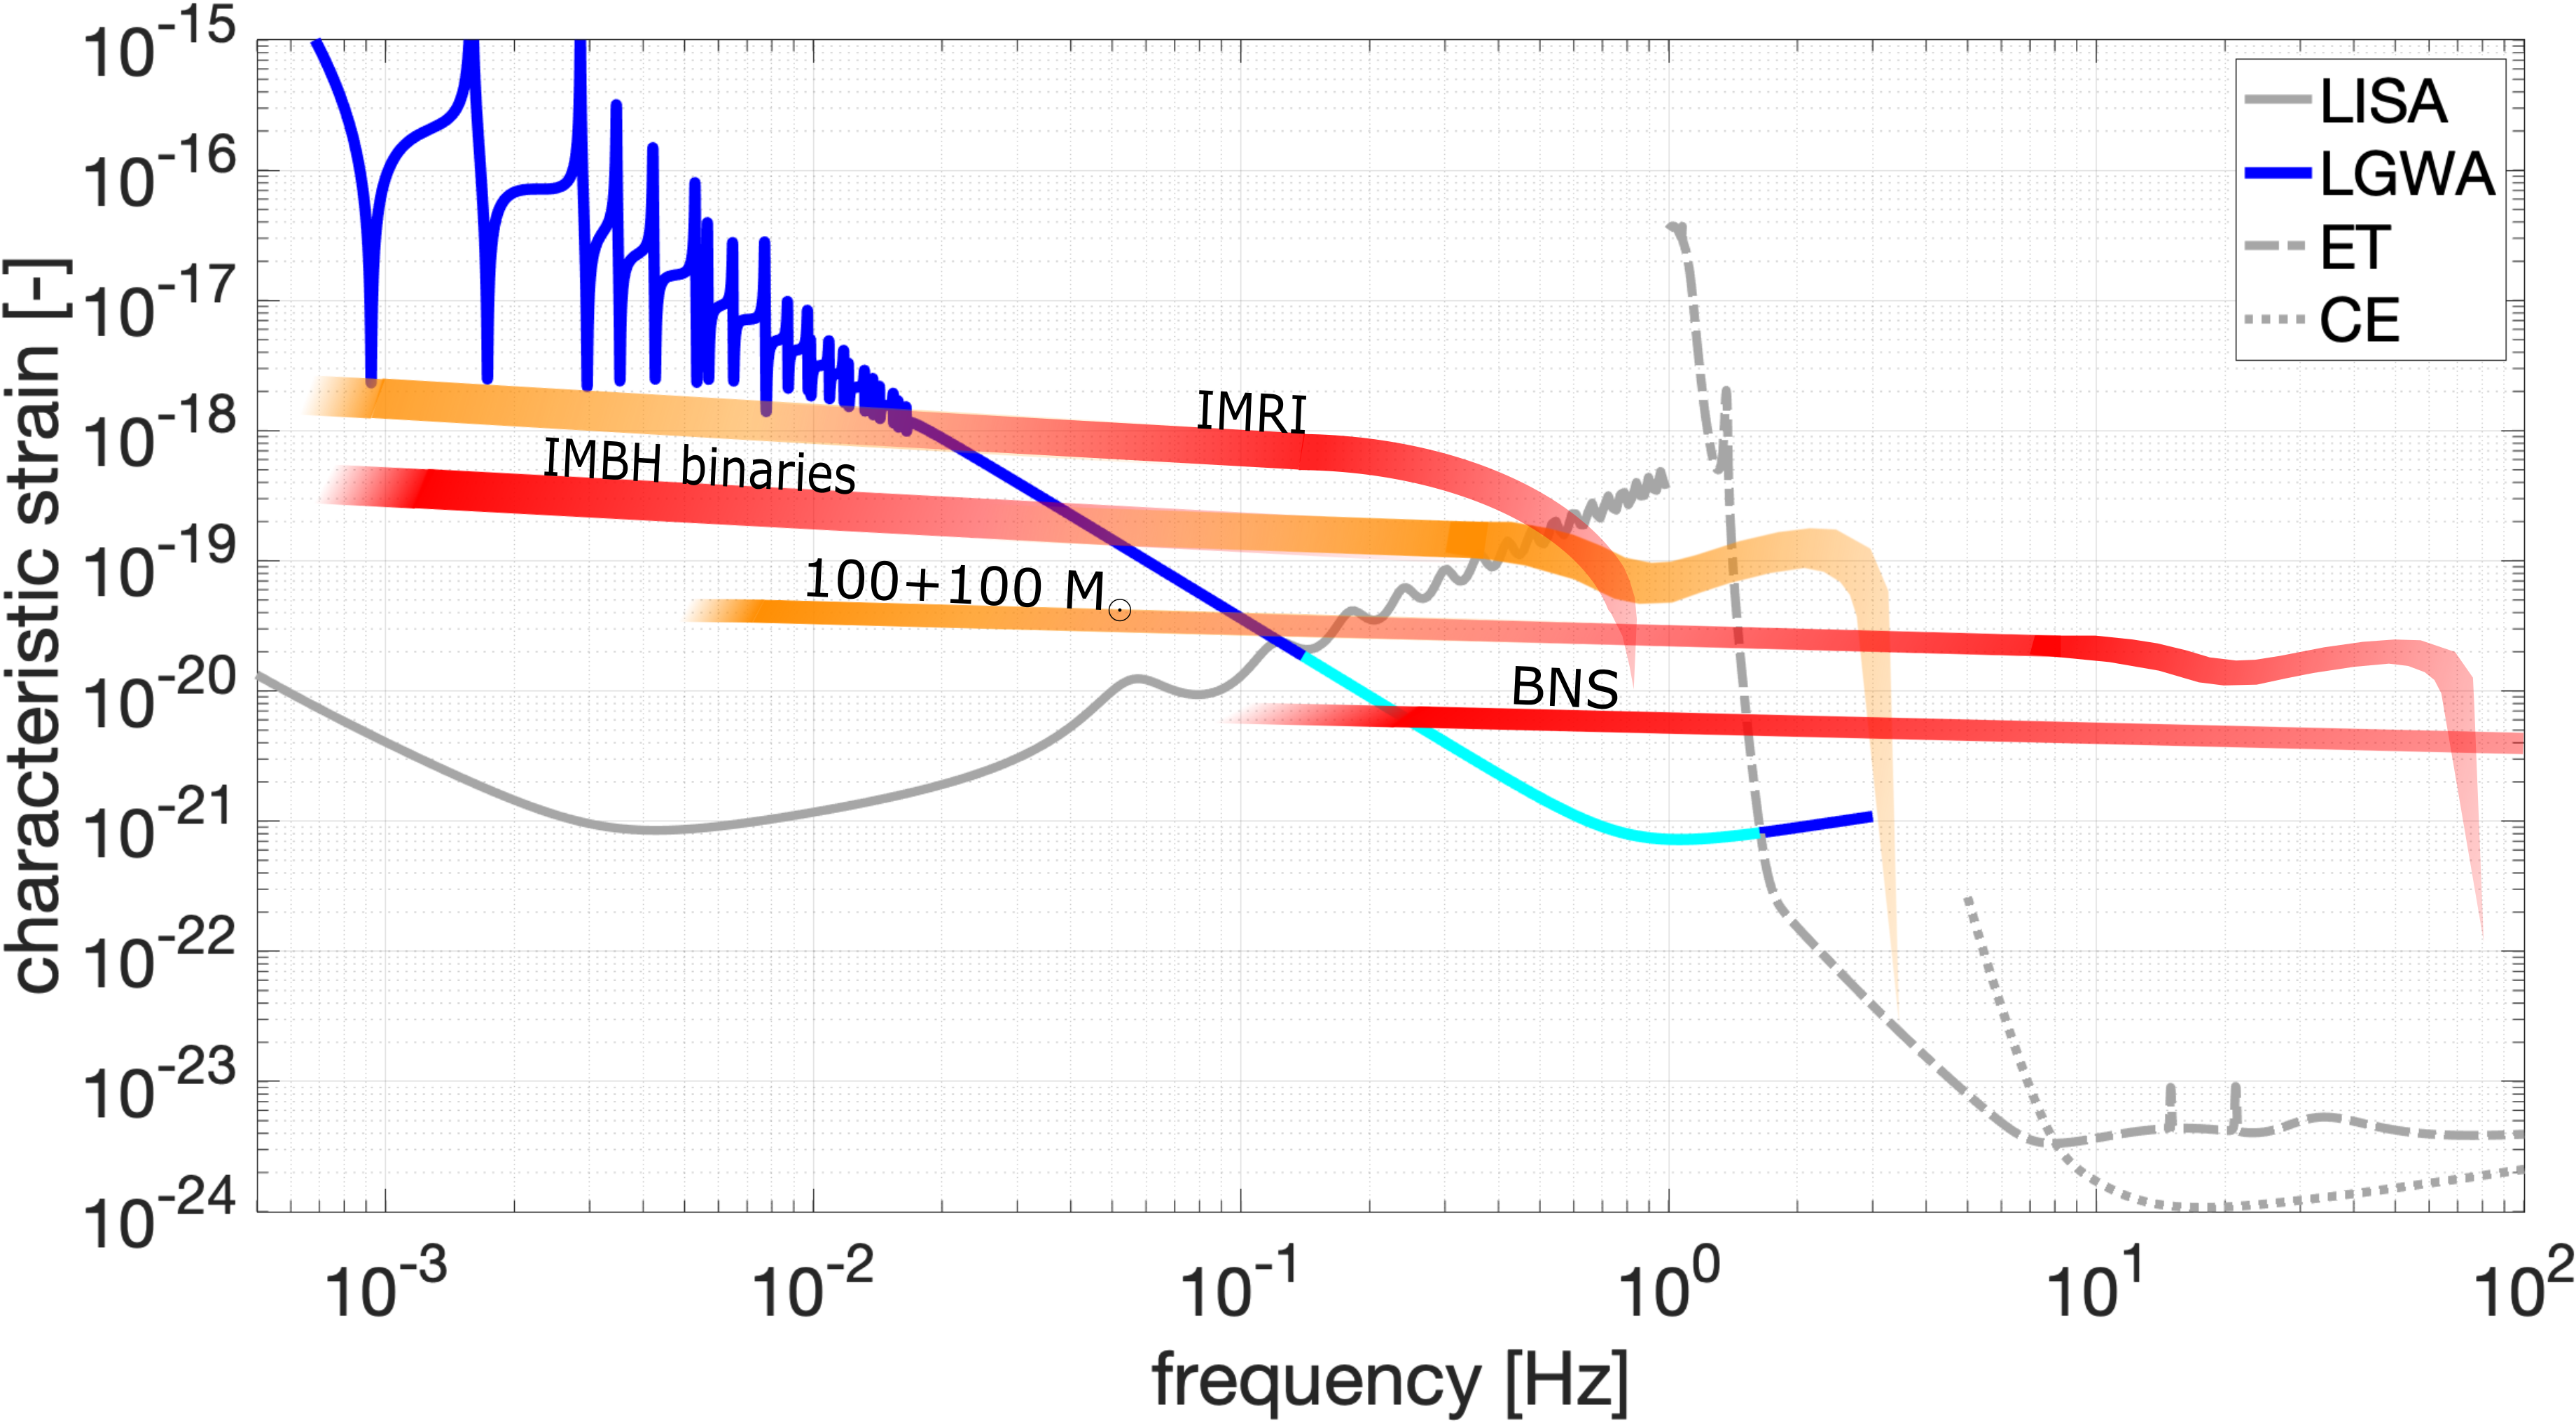 characteristic strain [-]
10-15
10-16
10-17
10-18
10-19
10-20
10-21
10-22
10-23
10-24
LISA
LGWA
ET
CE
IMRI
IMBH binaries
100+100 M☉
BNS
10-3 10-2 10-1 100 101 102
frequency [Hz]